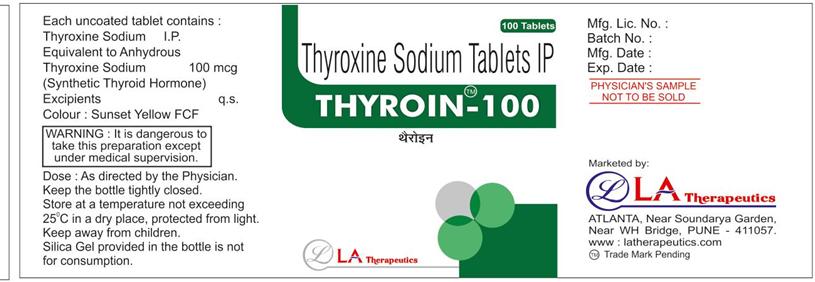 Each uncoated tablet contains :
Thyroxine Sodium I.P.
Equivalent to Anhydrous
Thyroxine Sodium 100 mcg
(Synthetic Thyroid Hormone)
Excipients q.s.
Colour : Sunset Yellow FCF
WARNING : It is dangerous to
take this preparation except
under medical supervision.
Dose : As directed by the Physician.
Keep the bottle tightly closed.
Store at a temperature not exceeding
25°C in a dry place, protected from light.
Keep away from children.
Silica Gel provided in the bottle is not
for consumption.
100 Tablets
Thyroxine Sodium Tablets IP
THYROIN™-100
थैरोइन
L LA Therapeutics
Mfg. Lic. No. :
Batch No. :
Mfg. Date :
Exp. Date :
PHYSICIAN'S SAMPLE
NOT TO BE SOLD
Marketed by:
L LA Therapeutics
ATLANTA, Near Soundarya Garden,
Near WH Bridge, PUNE - 411057.
www : latherapeutics.com
TM Trade Mark Pending